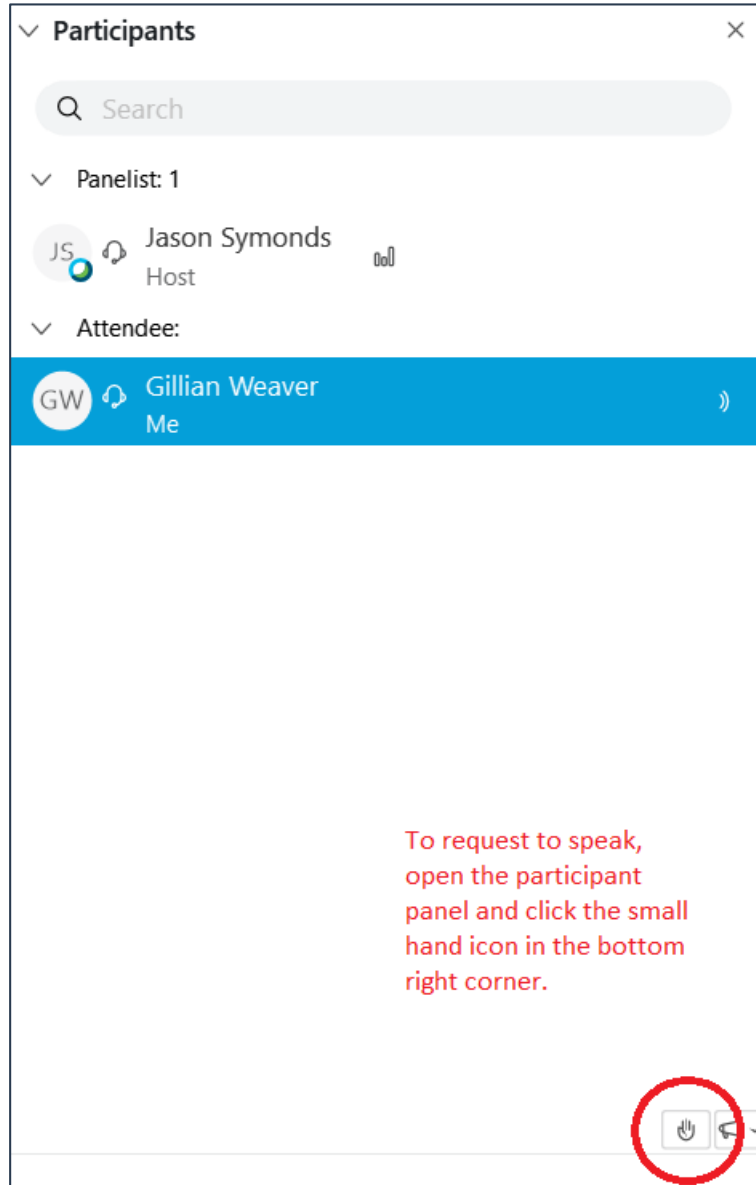 Participants
Search
Panelist: 1
JS
Jason Symonds
Host
Attendee:
GW
Gillian Weaver
Me
To request to speak,
open the participant
panel and click the small
hand icon in the bottom
right corner.